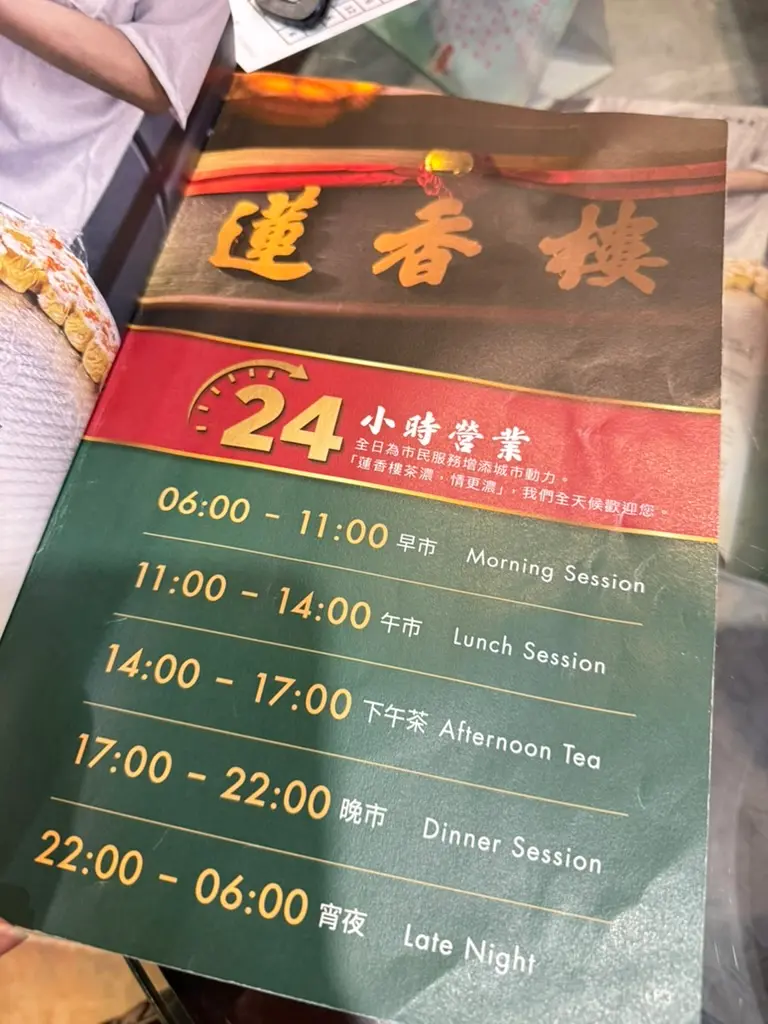 蓮香樓
24 小時營業
全日為市民服務增添城市動力。
「蓮香樓茶濃，情更濃」，我們全天候歡迎您。
06:00 – 11:00 早市 Morning Session
11:00 – 14:00 午市 Lunch Session
14:00 – 17:00 下午茶 Afternoon Tea
17:00 – 22:00 晚市 Dinner Session
22:00 – 06:00 宵夜 Late Night